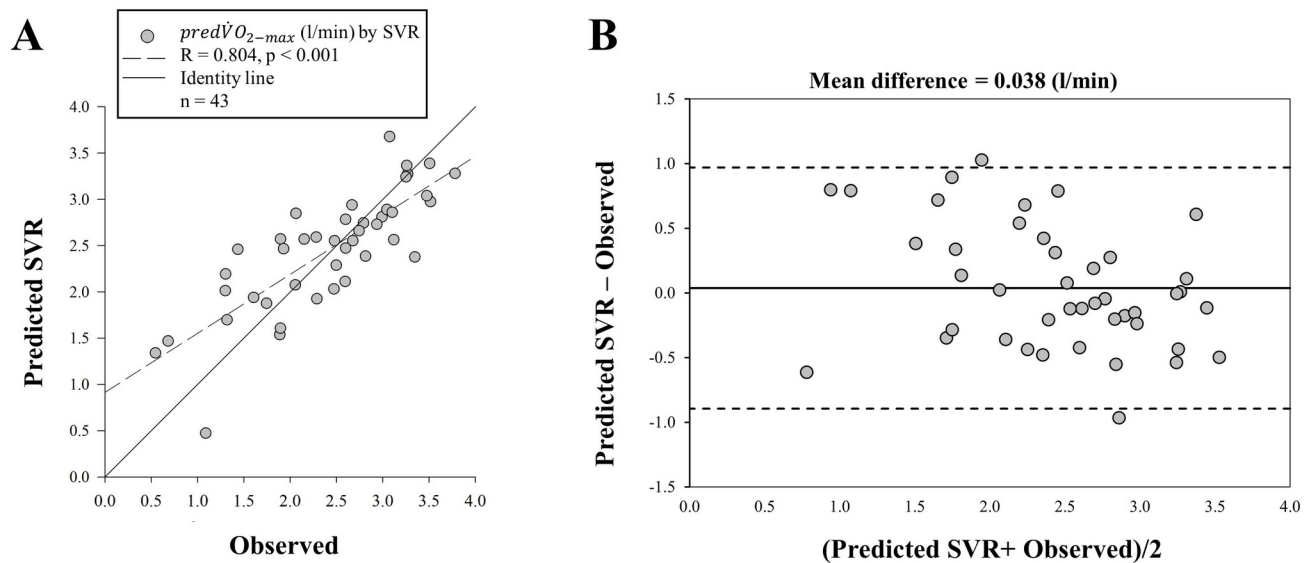 A
predV̇O₂₋max (l/min) by SVR
R = 0.804, p < 0.001
Identity line
n = 43
Predicted SVR
4.0
3.5
3.0
2.5
2.0
1.5
1.0
0.5
0.0
0.0 0.5 1.0 1.5 2.0 2.5 3.0 3.5 4.0
Observed
B
Mean difference = 0.038 (l/min)
Predicted SVR – Observed
1.5
1.0
0.5
0.0
-0.5
-1.0
-1.5
0.0 0.5 1.0 1.5 2.0 2.5 3.0 3.5 4.0
(Predicted SVR+ Observed)/2